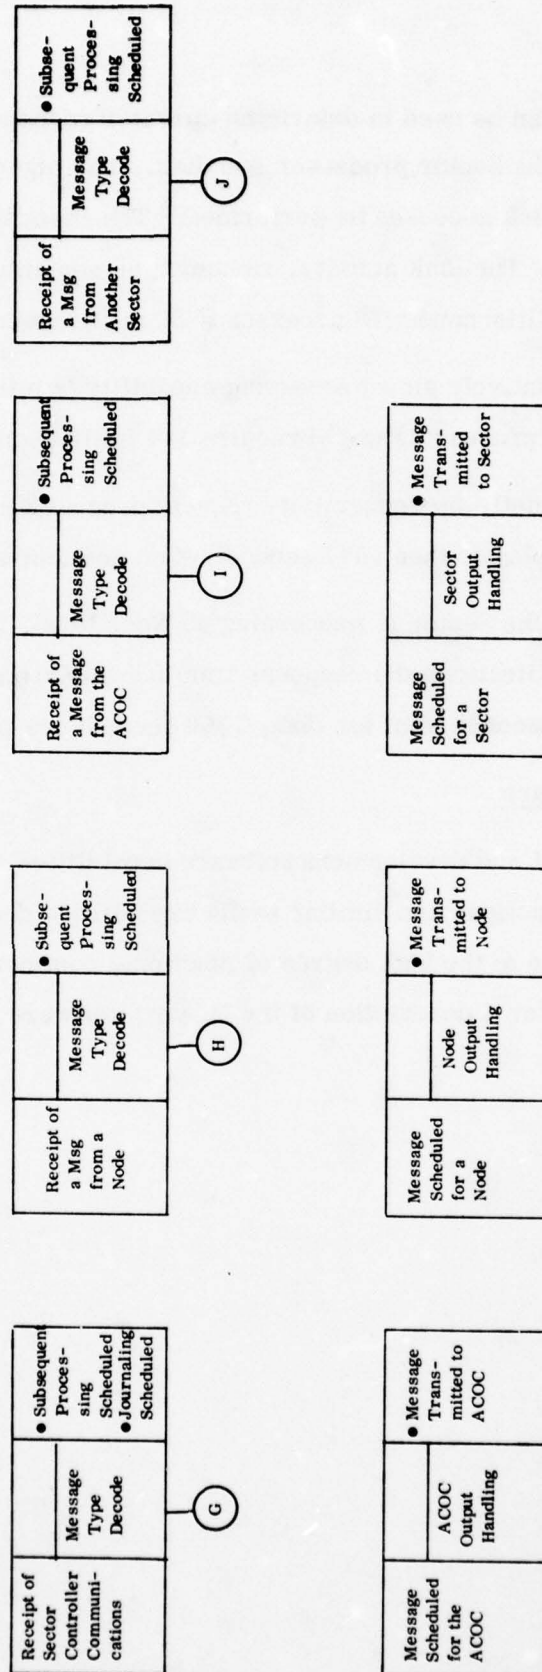 Receipt of
Sector
Controller
Communi-
cations
Message
Type
Decode
● Subsequent
Proces-
sing
Scheduled
● Journaling
Scheduled
G
Receipt of
a Msg
from a
Node
Message
Type
Decode
● Subse-
quent
Proces-
sing
Scheduled
H
Receipt of
a Message
from the
ACOC
Message
Type
Decode
● Subsequent
Proces-
sing
Scheduled
I
Receipt of
a Msg
from
Another
Sector
Message
Type
Decode
● Subse-
quent
Proces-
sing
Scheduled
J
Message
Scheduled
for the
ACOC
ACOC
Output
Handling
● Message
Trans-
mitted to
ACOC
Message
Scheduled
for a
Node
Node
Output
Handling
● Message
Trans-
mitted to
Node
Message
Scheduled
for a
Sector
Sector
Output
Handling
● Message
Trans-
mitted
to Sector